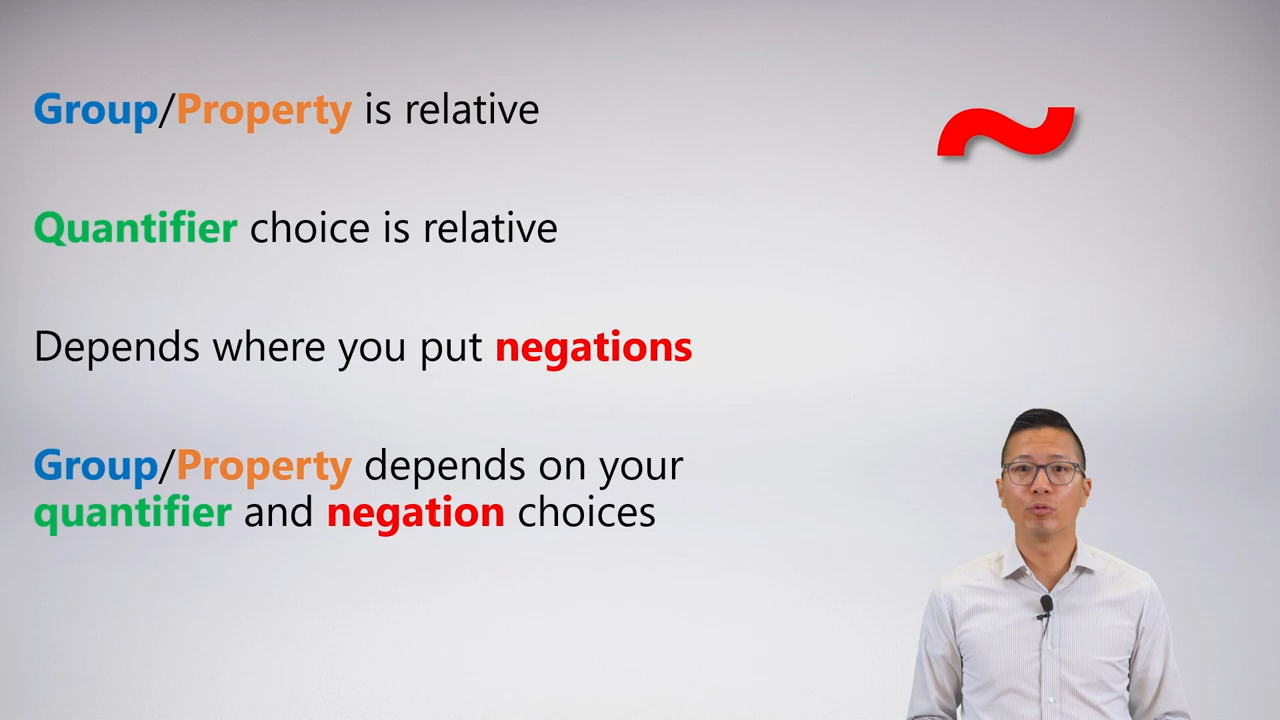 Group/Property is relative
~
Quantifier choice is relative
Depends where you put negations
Group/Property depends on your
quantifier and negation choices